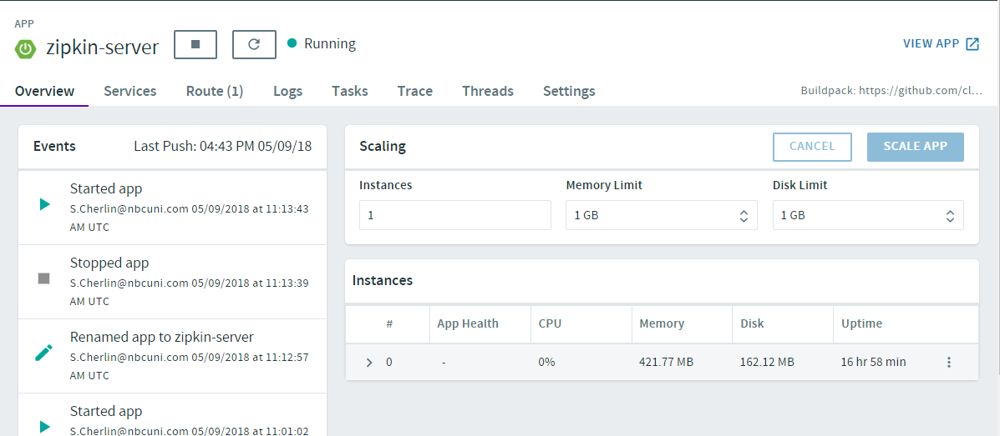 APP
zipkin-server
Running
VIEW APP
Overview Services Route (1) Logs Tasks Trace Threads Settings
Buildpack: https://github.com/cl...
Events Last Push: 04:43 PM 05/09/18
Started app
S.Cherlin@nbcuni.com 05/09/2018 at 11:13:43
AM UTC
Stopped app
S.Cherlin@nbcuni.com 05/09/2018 at 11:13:39
AM UTC
Renamed app to zipkin-server
S.Cherlin@nbcuni.com 05/09/2018 at 11:12:57
AM UTC
Started app
S.Cherlin@nbcuni.com 05/09/2018 at 11:01:02
Scaling CANCEL SCALE APP
Instances Memory Limit Disk Limit
1 1 GB 1 GB
Instances
# App Health CPU Memory Disk Uptime
0 - 0% 421.77 MB 162.12 MB 16 hr 58 min